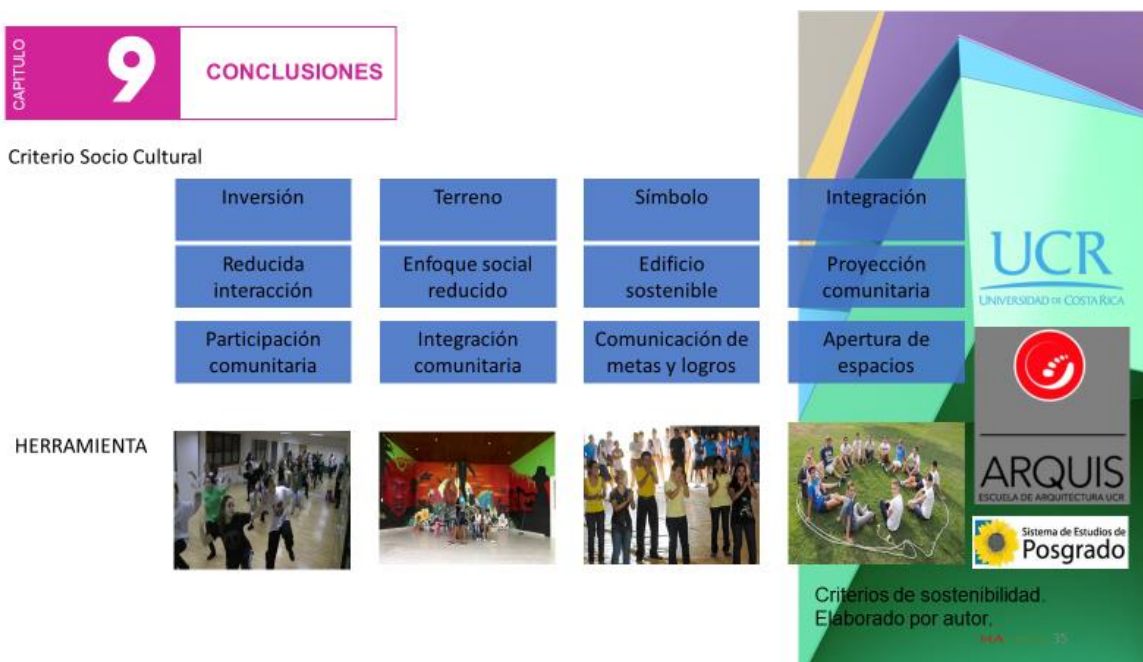 CAPITULO
9
CONCLUSIONES
Criterio Socio Cultural
Inversión
Terreno
Símbolo
Integración
Reducida
interacción
Enfoque social
reducido
Edificio
sostenible
Proyección
comunitaria
Participación
comunitaria
Integración
comunitaria
Comunicación de
metas y logros
Apertura de
espacios
HERRAMIENTA
UCR
UNIVERSIDAD DE COSTA RICA
ARQUIS
ESCUELA DE ARQUITECTURA UCR
Sistema de Estudios de
Posgrado
Criterios de sostenibilidad.
Elaborado por autor.
HA
35